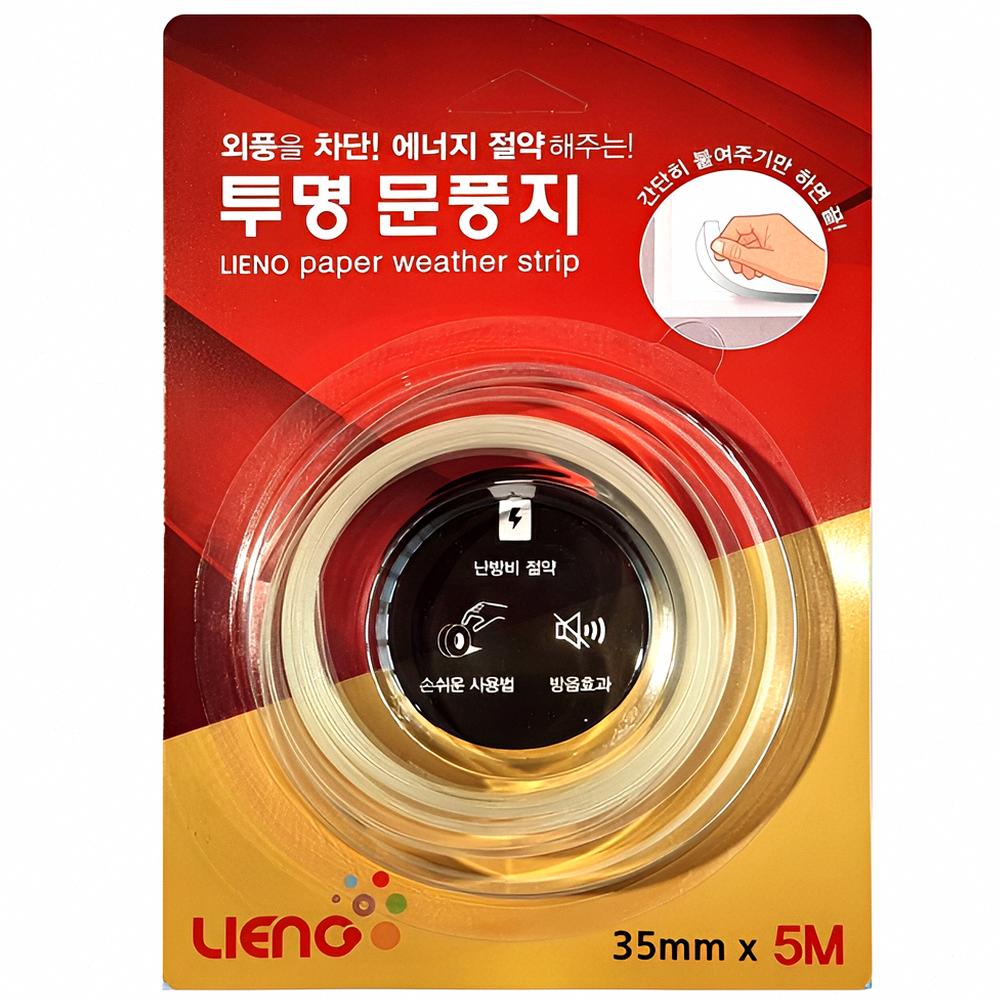 외풍을 차단! 에너지 절약해주는!
투명 문풍지
LIENO paper weather strip
간단히 붙여주기만 하면 끝!
난방비 절약
손쉬운 사용법
방음효과
LIENO
35mm x 5M